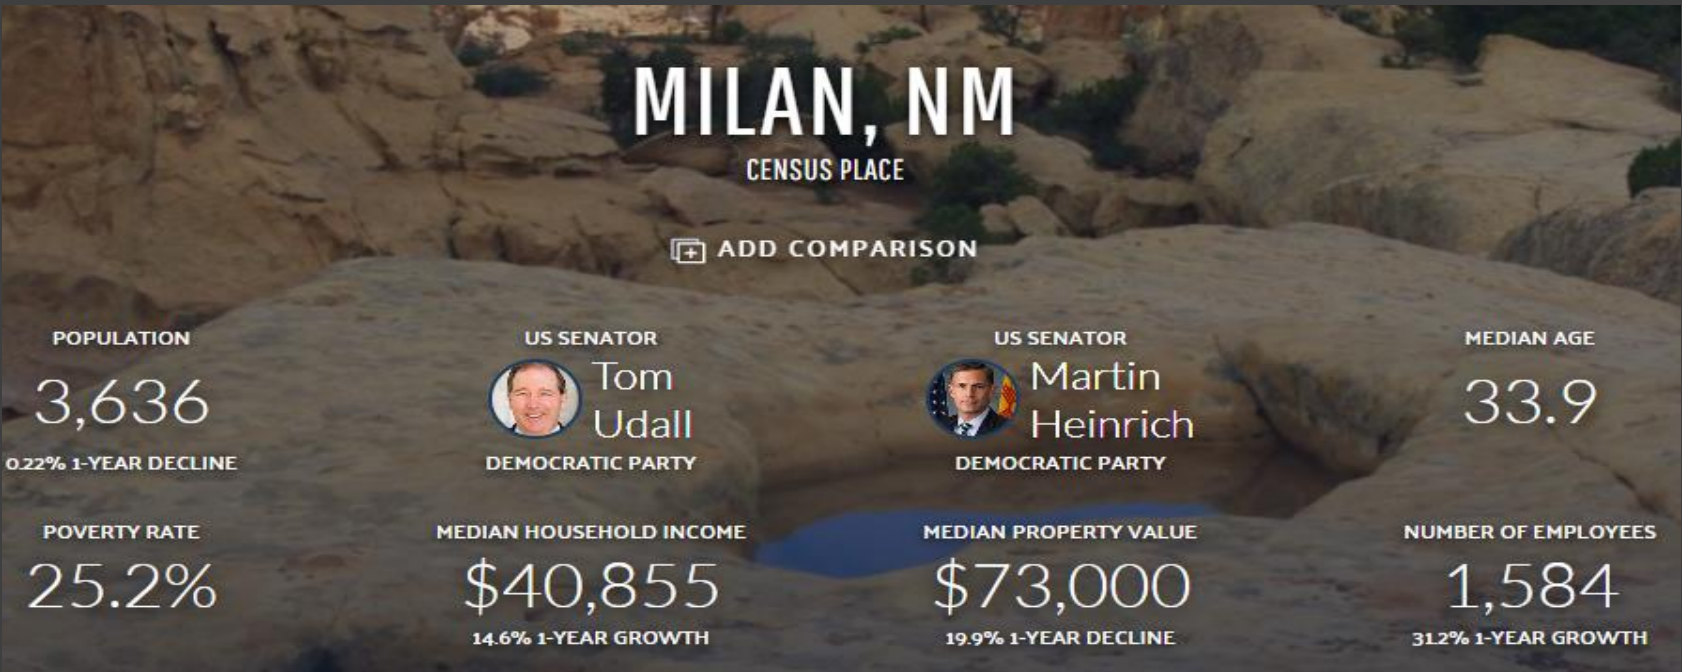 MILAN, NM
CENSUS PLACE
ADD COMPARISON
POPULATION
3,636
0.22% 1-YEAR DECLINE
US SENATOR
Tom
Udall
DEMOCRATIC PARTY
US SENATOR
Martin
Heinrich
DEMOCRATIC PARTY
MEDIAN AGE
33.9
POVERTY RATE
25.2%
MEDIAN HOUSEHOLD INCOME
$40,855
14.6% 1-YEAR GROWTH
MEDIAN PROPERTY VALUE
$73,000
19.9% 1-YEAR DECLINE
NUMBER OF EMPLOYEES
1,584
31.2% 1-YEAR GROWTH